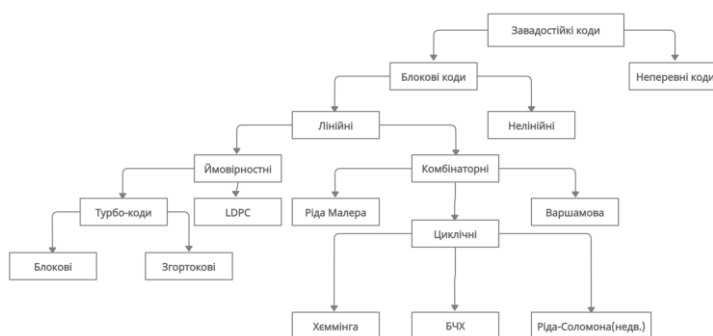 Завадостійкі коди
Блокові коди
Неперевні коди
Лінійні
Нелінійні
Ймовірностні
Комбінаторні
Турбо-коди
LDPC
Ріда Малера
Варшамова
Циклічні
Блокові
Згортокові
Хеммінга
БЧХ
Ріда-Соломона(недв.)